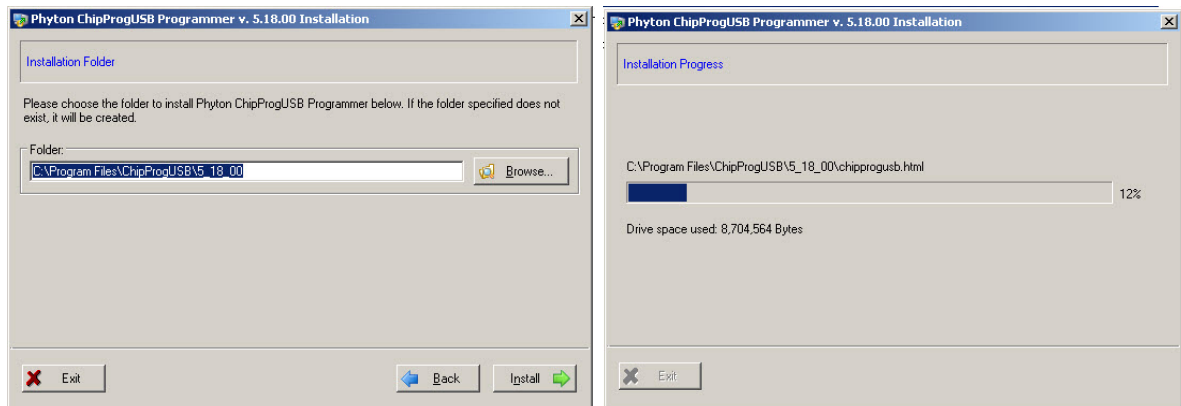 Phyton ChipProgUSB Programmer v. 5.18.00 Installation
Installation Folder
Please choose the folder to install Phyton ChipProgUSB Programmer below. If the folder specified does not
exist, it will be created.
Folder:
C:\Program Files\ChipProgUSB\5_18_00
Browse...
Exit
Back
Install
Phyton ChipProgUSB Programmer v. 5.18.00 Installation
Installation Progress
C:\Program Files\ChipProgUSB\5_18_00\chipprogusb.html
12%
Drive space used: 8,704,564 Bytes
Exit